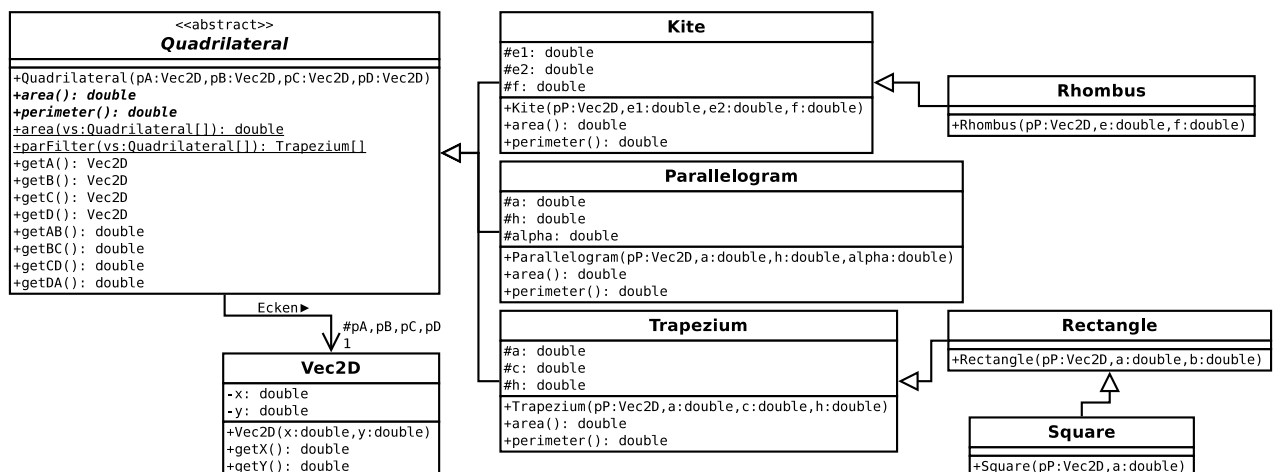 <<abstract>>
Quadrilateral
+Quadrilateral(pA:Vec2D,pB:Vec2D,pC:Vec2D,pD:Vec2D)
+area(): double
+perimeter(): double
+area(vs:Quadrilateral[]): double
+parFilter(vs:Quadrilateral[]): Trapezium[]
+getA(): Vec2D
+getB(): Vec2D
+getC(): Vec2D
+getD(): Vec2D
+getAB(): double
+getBC(): double
+getCD(): double
+getDA(): double
Ecken▶
#pA,pB,pC,pD
1
Vec2D
-x: double
-y: double
+Vec2D(x:double,y:double)
+getX(): double
+getY(): double
Kite
#e1: double
#e2: double
#f: double
+Kite(pP:Vec2D,e1:double,e2:double,f:double)
+area(): double
+perimeter(): double
Rhombus
+Rhombus(pP:Vec2D,e:double,f:double)
Parallelogram
#a: double
#h: double
#alpha: double
+Parallelogram(pP:Vec2D,a:double,h:double,alpha:double)
+area(): double
+perimeter(): double
Trapezium
#a: double
#c: double
#h: double
+Trapezium(pP:Vec2D,a:double,c:double,h:double)
+area(): double
+perimeter(): double
Rectangle
+Rectangle(pP:Vec2D,a:double,b:double)
Square
+Square(pP:Vec2D,a:double)